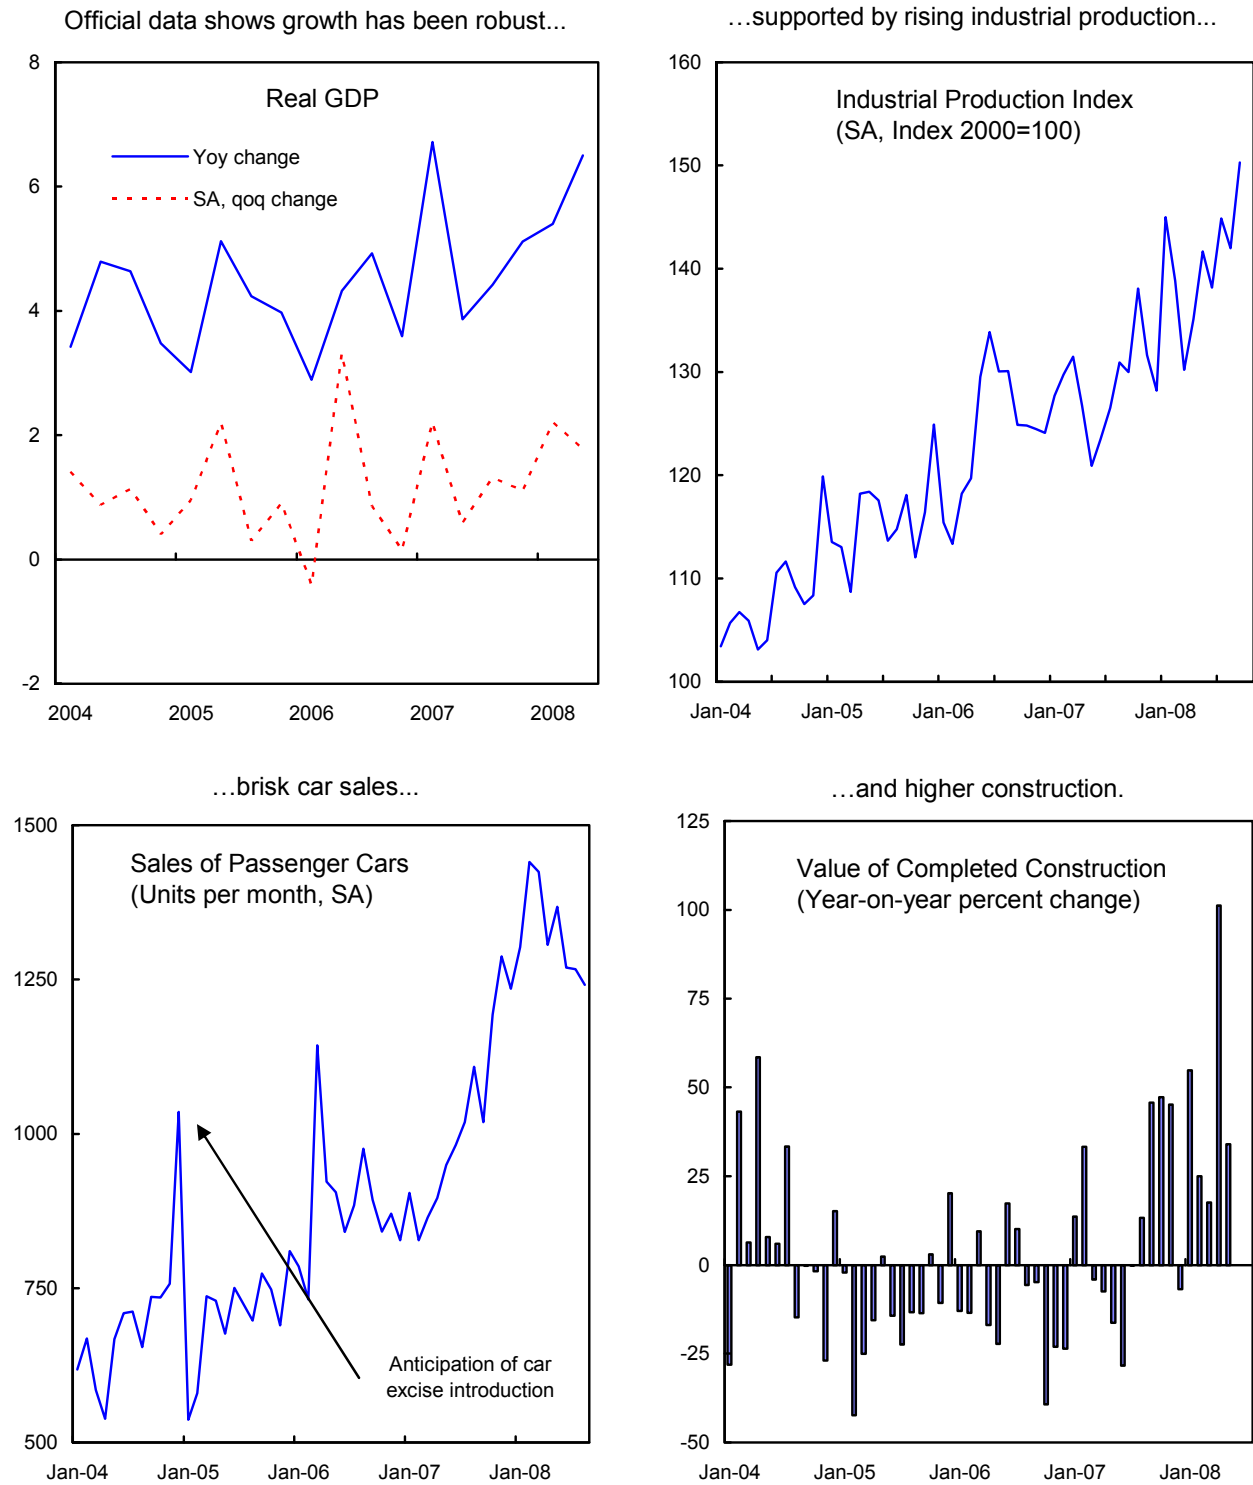 Official data shows growth has been robust...
8
6
4
2
0
-2
Real GDP
Yoy change
SA, qoq change
2004
2005
2006
2007
2008
…supported by rising industrial production...
160
150
140
130
120
110
100
Industrial Production Index
(SA, Index 2000=100)
Jan-04
Jan-05
Jan-06
Jan-07
Jan-08
…brisk car sales...
1500
1250
1000
750
500
Sales of Passenger Cars
(Units per month, SA)
Anticipation of car
excise introduction
Jan-04
Jan-05
Jan-06
Jan-07
Jan-08
…and higher construction.
125
100
75
50
25
0
-25
-50
Value of Completed Construction
(Year-on-year percent change)
Jan-04
Jan-05
Jan-06
Jan-07
Jan-08